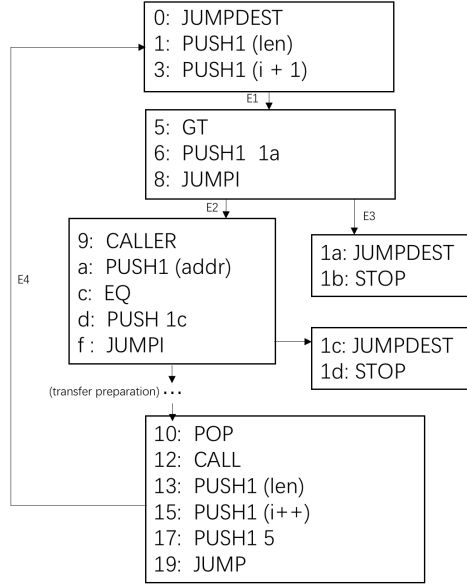 0: JUMPDEST
1: PUSH1 (len)
3: PUSH1 (i + 1)
E1
5: GT
6: PUSH1 1a
8: JUMPI
E2
E3
E4
9: CALLER
a: PUSH1 (addr)
c: EQ
d: PUSH 1c
f : JUMPI
1a: JUMPDEST
1b: STOP
1c: JUMPDEST
1d: STOP
(transfer preparation) ···
10: POP
12: CALL
13: PUSH1 (len)
15: PUSH1 (i++)
17: PUSH1 5
19: JUMP